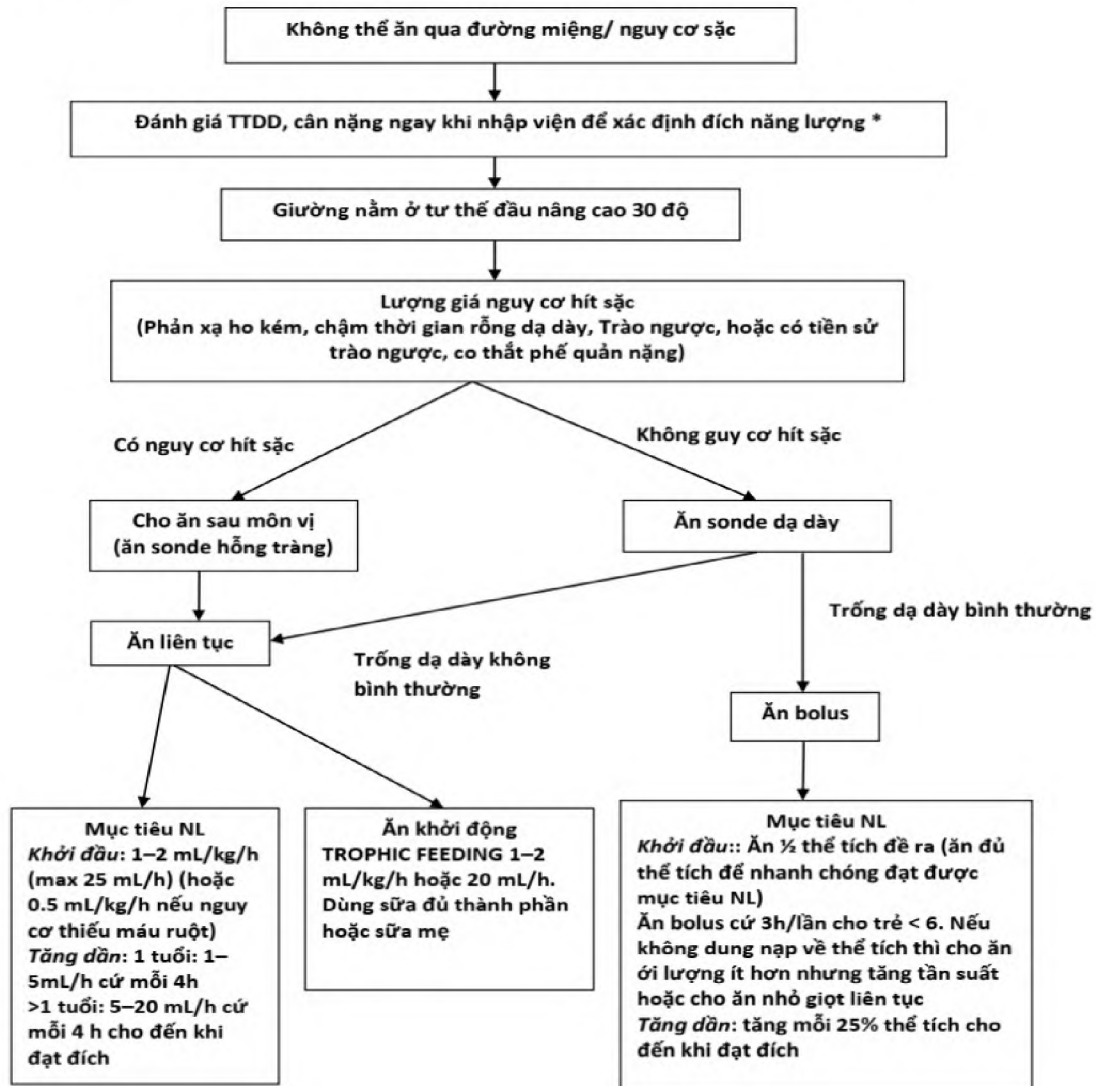 Không thể ăn qua đường miệng/ nguy cơ sặc
Đánh giá TTDD, cân nặng ngay khi nhập viện để xác định đích năng lượng *
Giường nằm ở tư thế đầu nâng cao 30 độ
Lượng giá nguy cơ hít sặc
(Phản xạ ho kém, chậm thời gian rỗng dạ dày, Trào ngược, hoặc có tiền sử
trào ngược, co thắt phế quản nặng)
Có nguy cơ hít sặc
Không guy cơ hít sặc
Cho ăn sau môn vị
(ăn sonde hỗng tràng)
Ăn sonde dạ dày
Ăn liên tục
Trống dạ dày không
bình thường
Trống dạ dày bình thường
Ăn bolus
Mục tiêu NL
Khởi đầu: 1–2 mL/kg/h
(max 25 mL/h) (hoặc
0.5 mL/kg/h nếu nguy
cơ thiếu máu ruột)
Tăng dần: 1 tuổi: 1–
5mL/h cứ mỗi 4h
>1 tuổi: 5–20 mL/h cứ
mỗi 4 h cho đến khi
đạt đích
Ăn khởi động
TROPHIC FEEDING 1–2
mL/kg/h hoặc 20 mL/h.
Dùng sữa đủ thành phần
hoặc sữa mẹ
Mục tiêu NL
Khởi đầu:: Ăn ½ thể tích đề ra (ăn đủ
thể tích để nhanh chóng đạt được
mục tiêu NL)
Ăn bolus cứ 3h/lần cho trẻ < 6. Nếu
không dung nạp về thể tích thì cho ăn
ới lượng ít hơn nhưng tăng tần suất
hoặc cho ăn nhỏ giọt liên tục
Tăng dần: tăng mỗi 25% thể tích cho
đến khi đạt đích